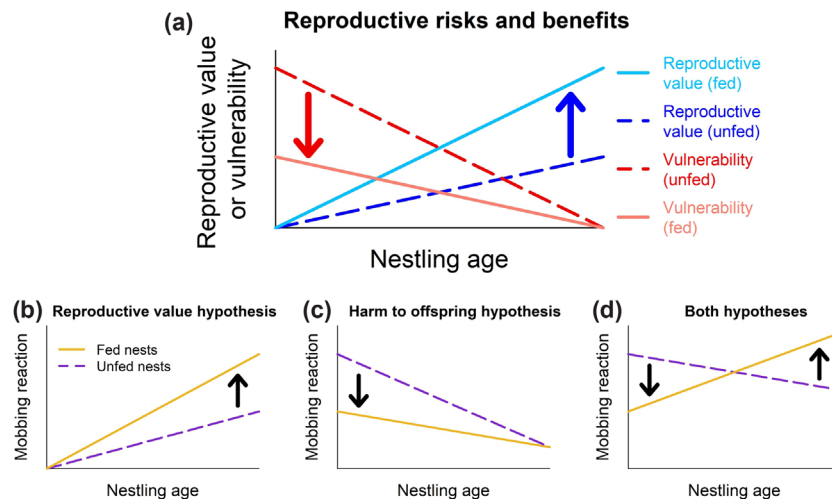 (a)
Reproductive risks and benefits
Reproductive value
or vulnerability
Nestling age
Reproductive
value (fed)
Reproductive
value (unfed)
Vulnerability
(unfed)
Vulnerability
(fed)
(b)
Reproductive value hypothesis
Mobbing reaction
Fed nests
Unfed nests
Nestling age
(c)
Harm to offspring hypothesis
Mobbing reaction
Nestling age
(d)
Both hypotheses
Mobbing reaction
Nestling age